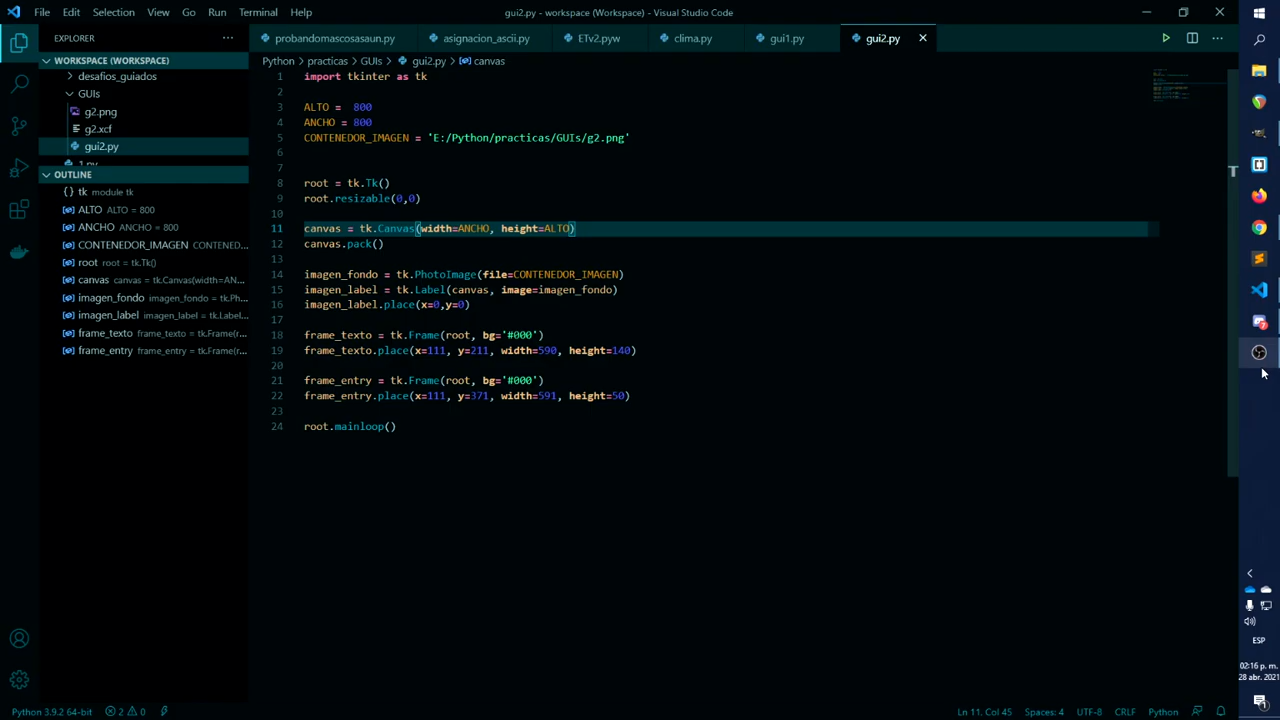 File Edit Selection View Go Run Terminal Help
gui2.py - workspace (Workspace) - Visual Studio Code
EXPLORER
WORKSPACE (WORKSPACE)
desafios_guiados
GUIs
g2.png
g2.xcf
gui2.py
1.py
OUTLINE
tk module tk
ALTO ALTO = 800
ANCHO ANCHO = 800
CONTENEDOR_IMAGEN CONTENED...
root root = tk.Tk()
canvas canvas = tk.Canvas(width=AN...
imagen_fondo imagen_fondo = tk.Ph...
imagen_label imagen_label = tk.Label...
frame_texto frame_texto = tk.Frame(r...
frame_entry frame_entry = tk.Frame(r...
probandomascosasaun.py asignacion_ascii.py ETv2.pyw clima.py gui1.py gui2.py
Python > practicas > GUIs > gui2.py > canvas
1 import tkinter as tk
2
3 ALTO = 800
4 ANCHO = 800
5 CONTENEDOR_IMAGEN = 'E:/Python/practicas/GUIs/g2.png'
6
7
8 root = tk.Tk()
9 root.resizable(0,0)
10
11 canvas = tk.Canvas(width=ANCHO, height=ALTO)
12 canvas.pack()
13
14 imagen_fondo = tk.PhotoImage(file=CONTENEDOR_IMAGEN)
15 imagen_label = tk.Label(canvas, image=imagen_fondo)
16 imagen_label.place(x=0,y=0)
17
18 frame_texto = tk.Frame(root, bg='#000')
19 frame_texto.place(x=111, y=211, width=590, height=140)
20
21 frame_entry = tk.Frame(root, bg='#000')
22 frame_entry.place(x=111, y=371, width=591, height=50)
23
24 root.mainloop()
ESP
02:16 p.m.
28 abr. 2021
Python 3.9.2 64-bit 2 0 Ln 11, Col 45 Spaces: 4 UTF-8 CRLF Python